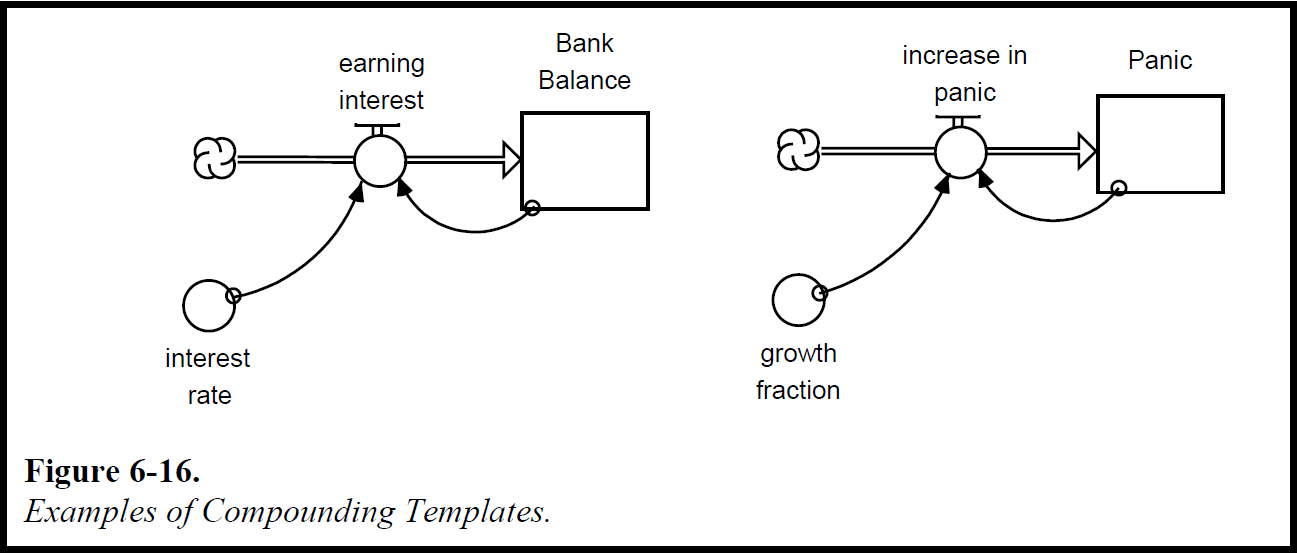 earning
interest
Bank
Balance
interest
rate
increase in
panic
Panic
growth
fraction
Figure 6-16.
Examples of Compounding Templates.